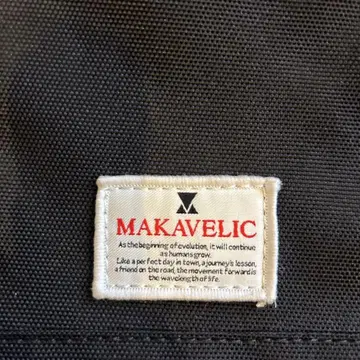 MAKAVELIC
As the beginning of evolution, it will continue
as humans grow.
Like a perfect day in town, a journey's lesson,
a friend on the road, the movement forward is
the wavelength of life.